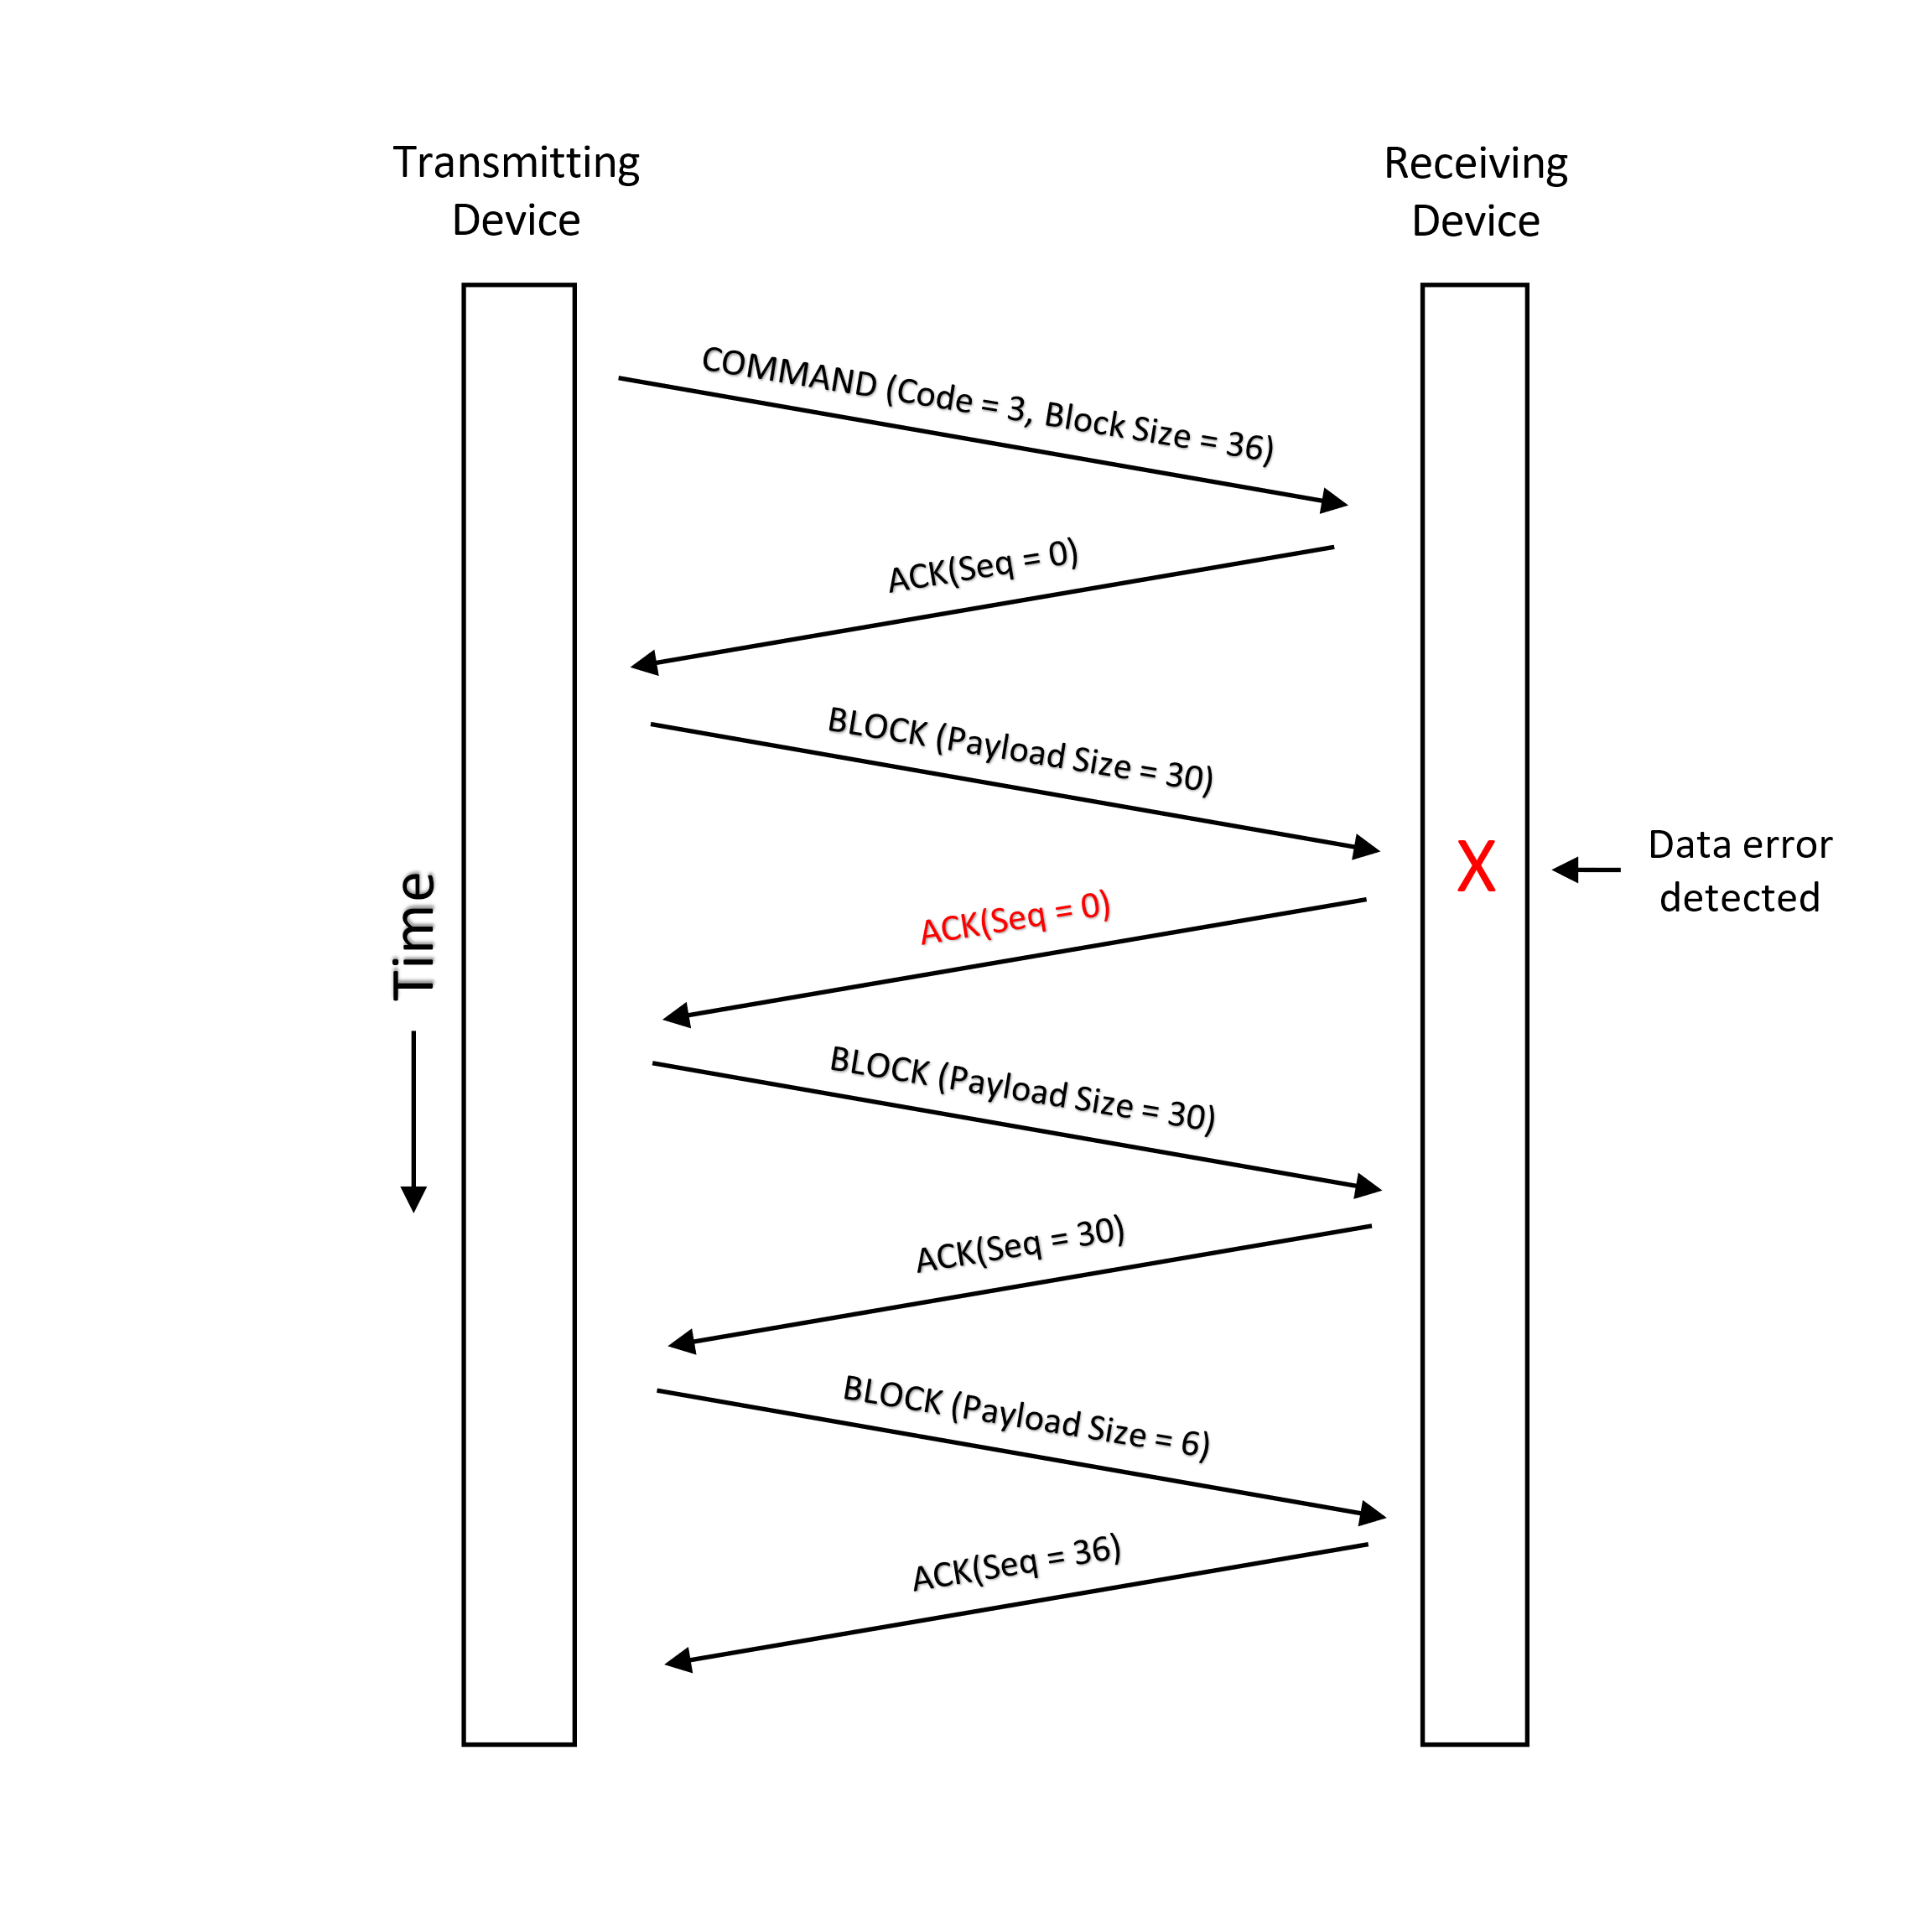 Transmitting
Device
Receiving
Device
COMMAND (Code = 3, Block Size = 36)
ACK(Seq = 0)
BLOCK (Payload Size = 30)
X
Data error
detected
ACK(Seq = 0)
Time
BLOCK (Payload Size = 30)
ACK(Seq = 30)
BLOCK (Payload Size = 6)
ACK(Seq = 36)